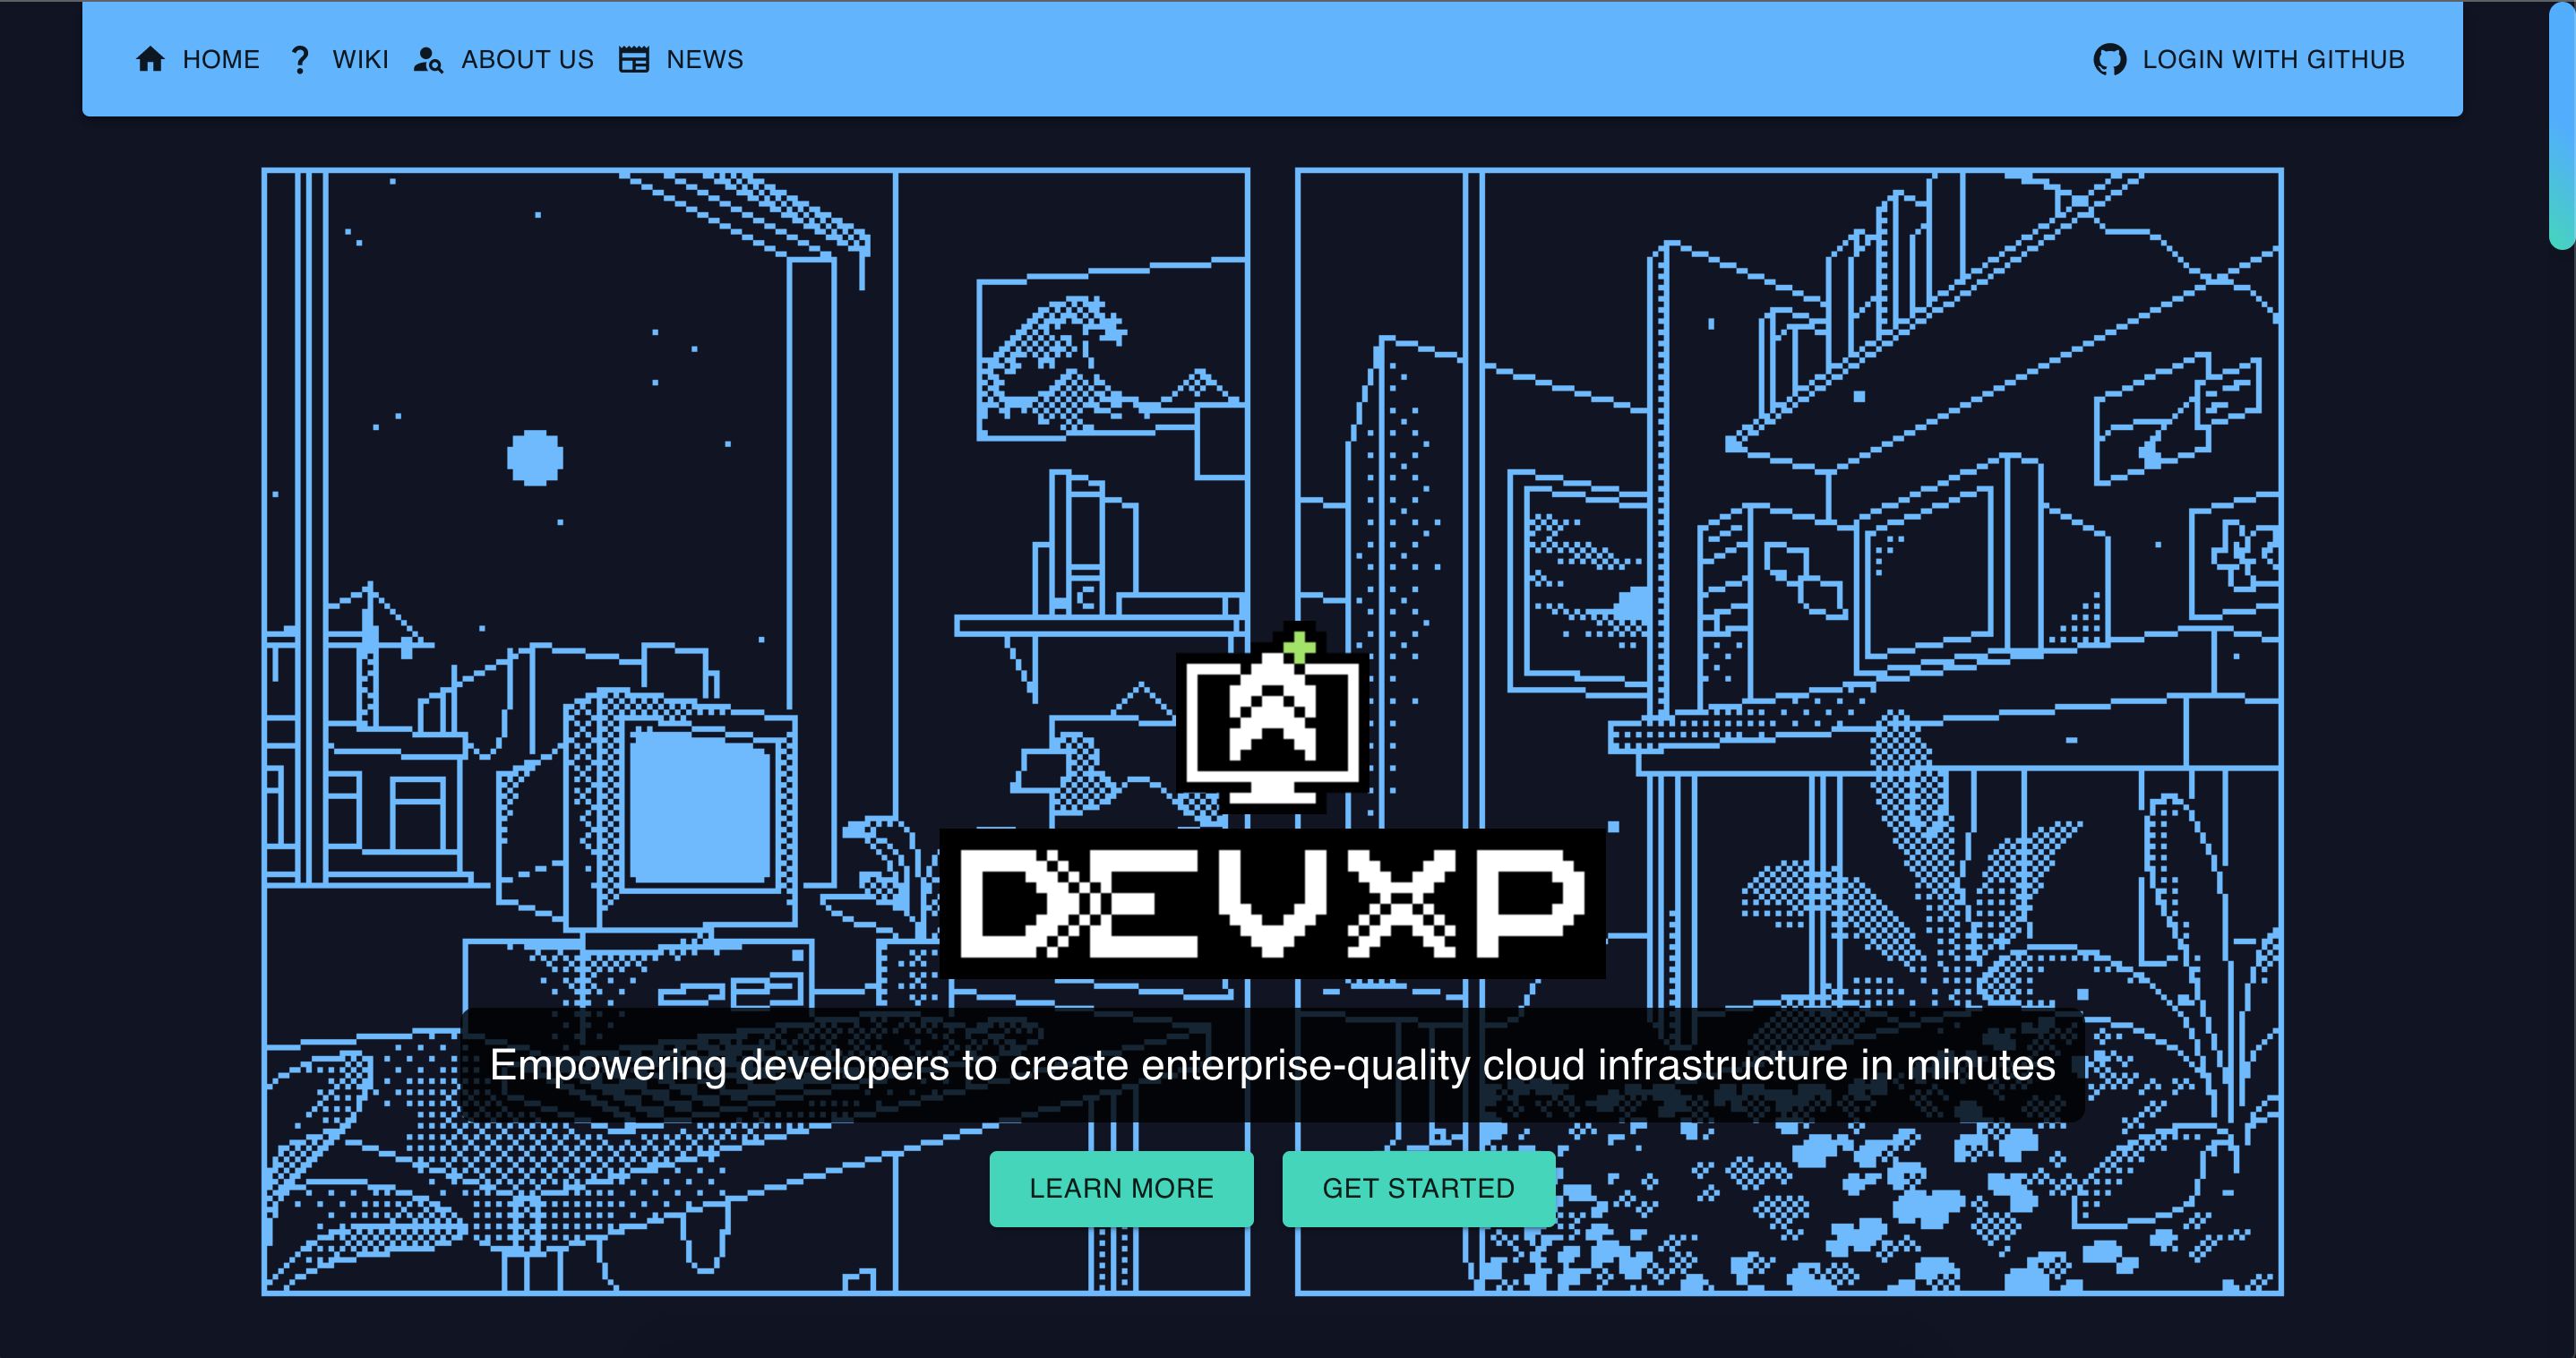 HOME
WIKI
ABOUT US
NEWS
LOGIN WITH GITHUB
DEVXP
Empowering developers to create enterprise-quality cloud infrastructure in minutes
LEARN MORE
GET STARTED